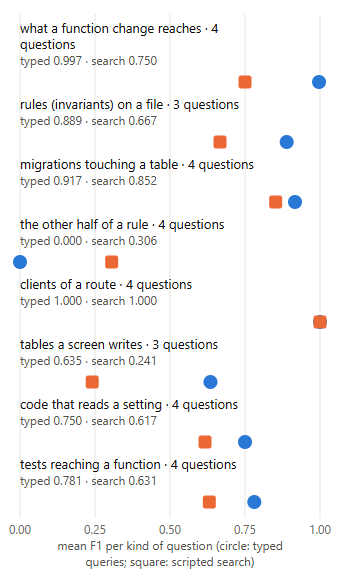 what a function change reaches · 4
questions
typed 0.997 · search 0.750
rules (invariants) on a file · 3 questions
typed 0.889 · search 0.667
migrations touching a table · 4 questions
typed 0.917 · search 0.852
the other half of a rule · 4 questions
typed 0.000 · search 0.306
clients of a route · 4 questions
typed 1.000 · search 1.000
tables a screen writes · 3 questions
typed 0.635 · search 0.241
code that reads a setting · 4 questions
typed 0.750 · search 0.617
tests reaching a function · 4 questions
typed 0.781 · search 0.631
0.00 0.25 0.50 0.75 1.00
mean F1 per kind of question (circle: typed
queries; square: scripted search)